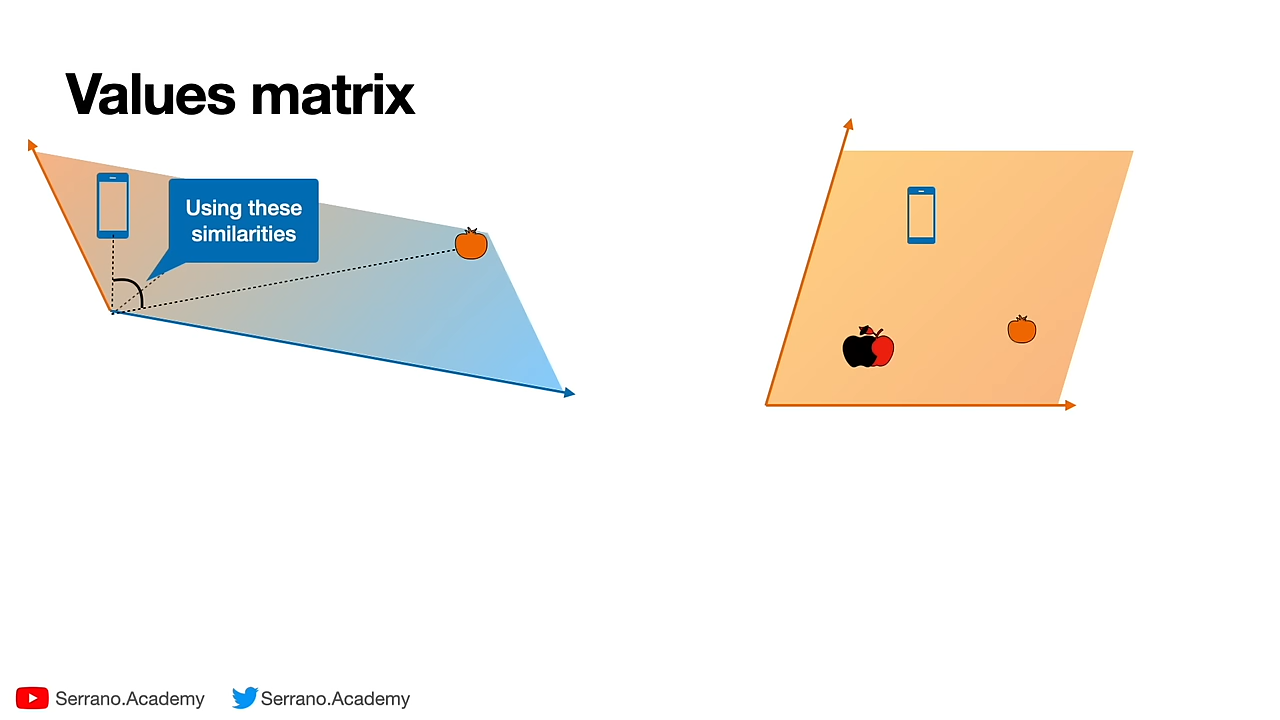 Values matrix
Using these
similarities
Serrano.Academy
Serrano.Academy